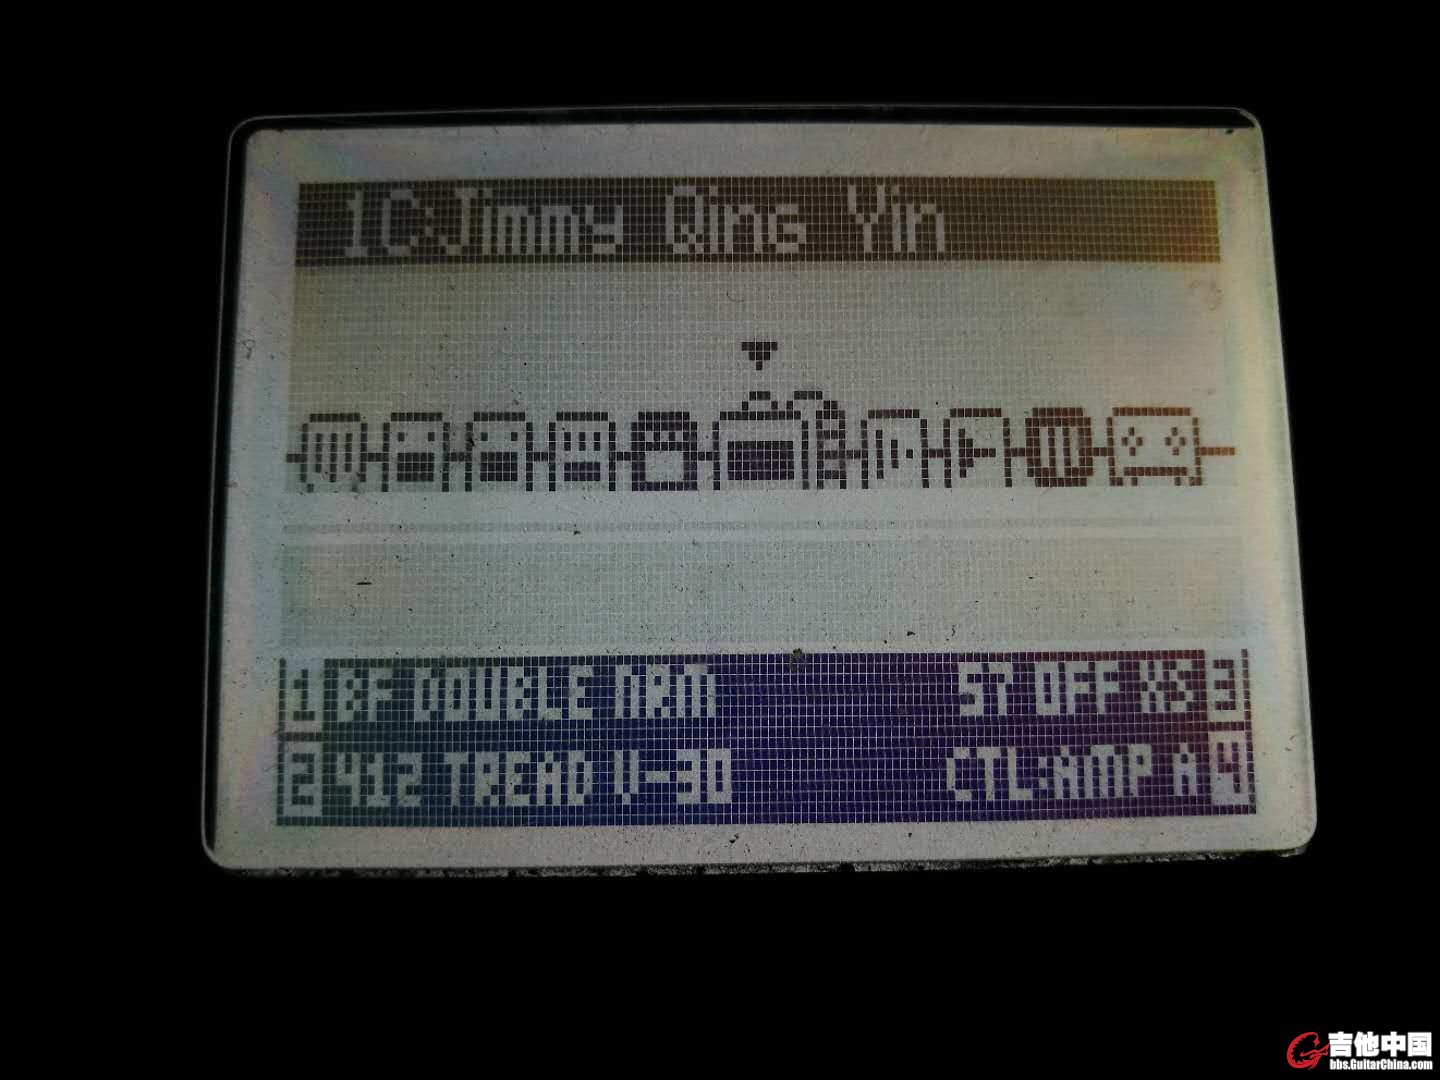 1C:Jimmy Qing Yin
1 BF DOUBLE NRM 57 OFF XS 3
2 412 TREAD V-30 CTL:AMP A 4
吉他中国
bbs.GuitarChina.com